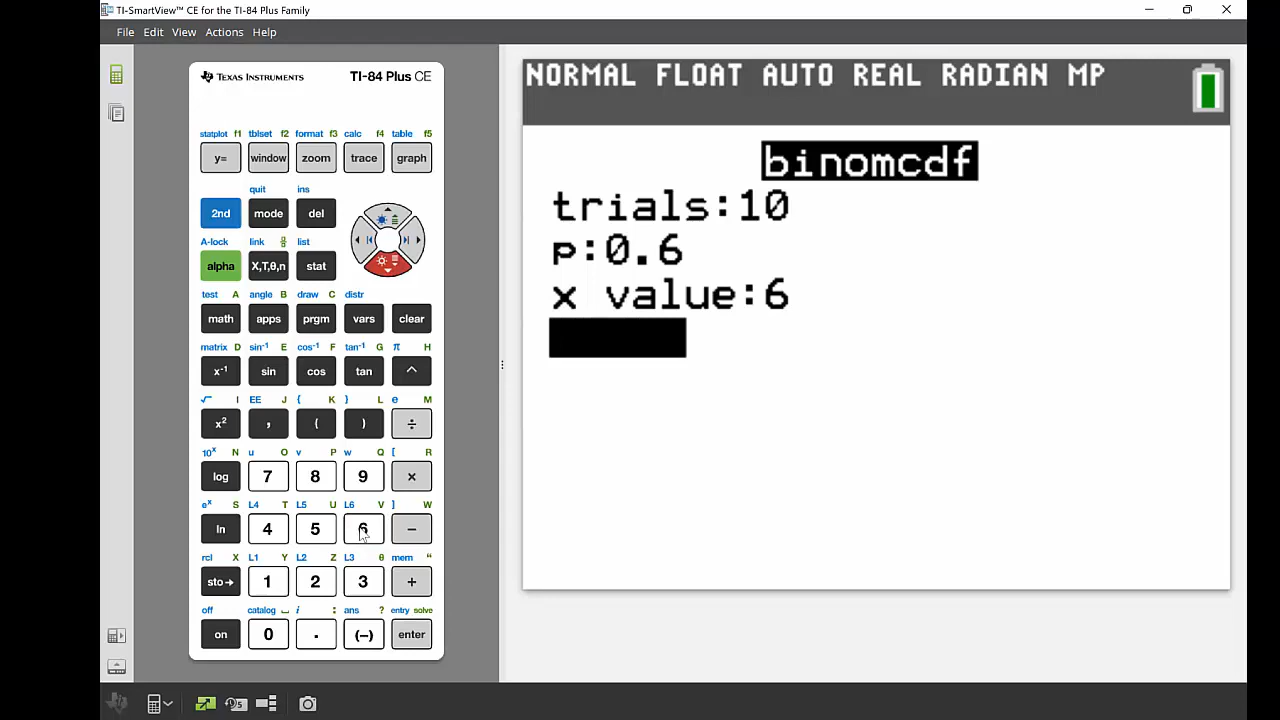 TI-SmartView™ CE for the TI-84 Plus Family
File Edit View Actions Help
TEXAS INSTRUMENTS TI-84 Plus CE
statplot f1 tblset f2 format f3 calc f4 table f5
y= window zoom trace graph
quit ins
2nd mode del
A-lock link list
alpha X,T,θ,n stat
test A angle B draw C distr
math apps prgm vars clear
matrix D sin⁻¹ E cos⁻¹ F tan⁻¹ G π H
x⁻¹ sin cos tan ^
√ I EE J { K } L e M
x² , ( ) ÷
10ˣ N u O v P w Q [ R
log 7 8 9 ×
eˣ S L4 T L5 U L6 V ] W
ln 4 5 6 −
rcl X L1 Y L2 Z L3 θ mem “
sto→ 1 2 3 +
off catalog ⎵ i : ans ? entry solve
on 0 . (–) enter
NORMAL FLOAT AUTO REAL RADIAN MP
binomcdf
trials:10
p:0.6
x value:6